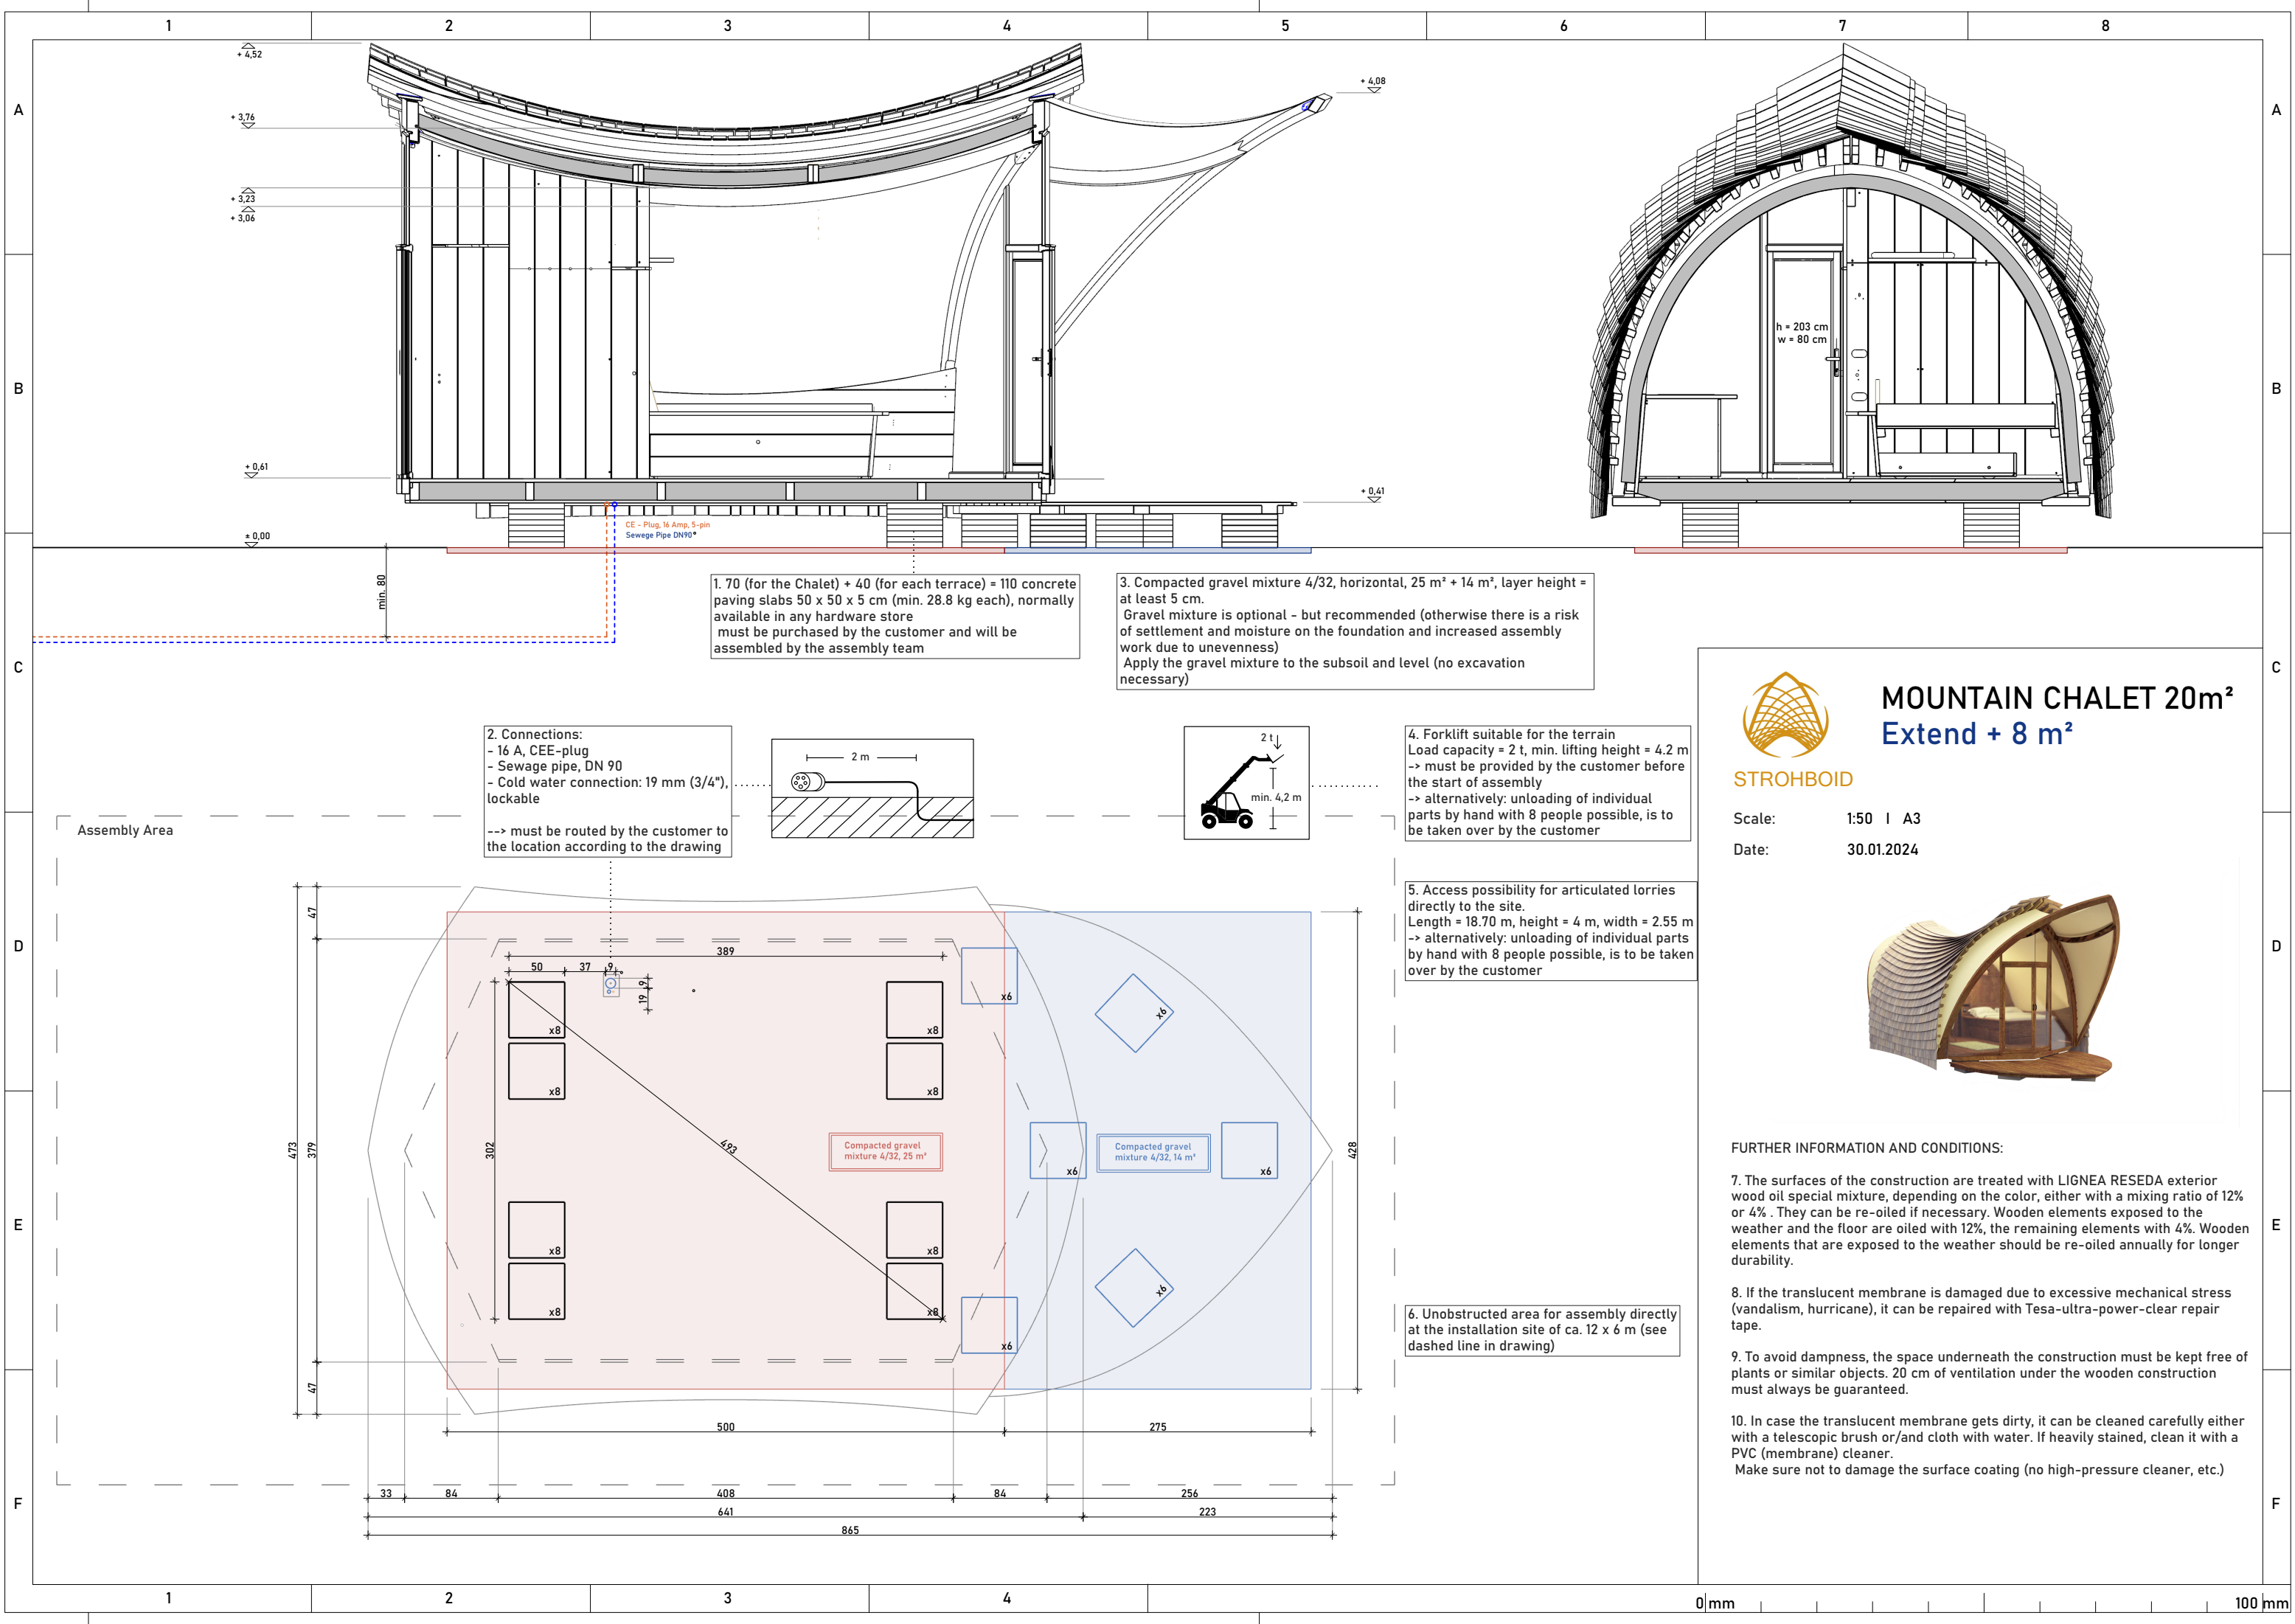 1 2 3 4 5 6 7 8
A A
B B
C C
D D
E E
F F
+ 4,52
+ 3,76
+ 3,23
+ 3,06
+ 0,61
± 0,00
+ 4,08
+ 0,41
min. 80
h = 203 cm
w = 80 cm
CE - Plug, 16 Amp, 5-pin
Sewege Pipe DN90*
1. 70 (for the Chalet) + 40 (for each terrace) = 110 concrete
paving slabs 50 x 50 x 5 cm (min. 28.8 kg each), normally
available in any hardware store
must be purchased by the customer and will be
assembled by the assembly team
3. Compacted gravel mixture 4/32, horizontal, 25 m² + 14 m², layer height =
at least 5 cm.
Gravel mixture is optional - but recommended (otherwise there is a risk
of settlement and moisture on the foundation and increased assembly
work due to unevenness)
Apply the gravel mixture to the subsoil and level (no excavation
necessary)
2. Connections:
- 16 A, CEE-plug
- Sewage pipe, DN 90
- Cold water connection: 19 mm (3/4"),
lockable
--> must be routed by the customer to
the location according to the drawing
2 m
2 t
min. 4,2 m
4. Forklift suitable for the terrain
Load capacity = 2 t, min. lifting height = 4.2 m
-> must be provided by the customer before
the start of assembly
-> alternatively: unloading of individual
parts by hand with 8 people possible, is to
be taken over by the customer
5. Access possibility for articulated lorries
directly to the site.
Length = 18.70 m, height = 4 m, width = 2.55 m
-> alternatively: unloading of individual parts
by hand with 8 people possible, is to be taken
over by the customer
6. Unobstructed area for assembly directly
at the installation site of ca. 12 x 6 m (see
dashed line in drawing)
Assembly Area
47
473
379
47
389
50 37 9
9
19
302
493
428
x8 x8
x8 x8
x8 x8
x8 x8
x6
x6
x6 x6
x6
x6
Compacted gravel
mixture 4/32, 25 m²
Compacted gravel
mixture 4/32, 14 m²
500 275
33 84 408 84 256
641 223
865
STROHBOID
MOUNTAIN CHALET 20m²
Extend + 8 m²
Scale: 1:50 I A3
Date: 30.01.2024
FURTHER INFORMATION AND CONDITIONS:
7. The surfaces of the construction are treated with LIGNEA RESEDA exterior
wood oil special mixture, depending on the color, either with a mixing ratio of 12%
or 4% . They can be re-oiled if necessary. Wooden elements exposed to the
weather and the floor are oiled with 12%, the remaining elements with 4%. Wooden
elements that are exposed to the weather should be re-oiled annually for longer
durability.
8. If the translucent membrane is damaged due to excessive mechanical stress
(vandalism, hurricane), it can be repaired with Tesa-ultra-power-clear repair
tape.
9. To avoid dampness, the space underneath the construction must be kept free of
plants or similar objects. 20 cm of ventilation under the wooden construction
must always be guaranteed.
10. In case the translucent membrane gets dirty, it can be cleaned carefully either
with a telescopic brush or/and cloth with water. If heavily stained, clean it with a
PVC (membrane) cleaner.
Make sure not to damage the surface coating (no high-pressure cleaner, etc.)
1 2 3 4
0 mm 100 mm